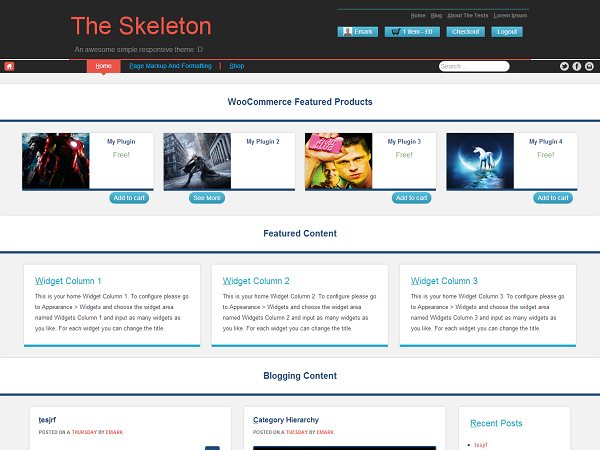 The Skeleton
An awesome simple responsive theme :D
Home Blog About The Tests Lorem Ipsum
Emark 1 item - £0 Checkout Logout
Home Page Markup And Formatting Shop Search ...
WooCommerce Featured Products
My Plugin
Free!
Add to cart
My Plugin 2
See More
CLUB
My Plugin 3
Free!
Add to cart
My Plugin 4
Free!
Add to cart
Featured Content
Widget Column 1
This is your home Widget Column 1. To configure please go
to Appearance > Widgets and choose the widget area
named Widgets Column 1 and input as many widgets as
you like. For each widget you can change the title.
Widget Column 2
This is your home Widget Column 2. To configure please go
to Appearance > Widgets and choose the widget area
named Widgets Column 2 and input as many widgets as
you like. For each widget you can change the title.
Widget Column 3
This is your home Widget Column 3. To configure please go
to Appearance > Widgets and choose the widget area
named Widgets Column 3 and input as many widgets as
you like. For each widget you can change the title.
Blogging Content
tesjrf
POSTED ON A THURSDAY BY EMARK
Category Hierarchy
POSTED ON A TUESDAY BY EMARK
Recent Posts
tesjrf